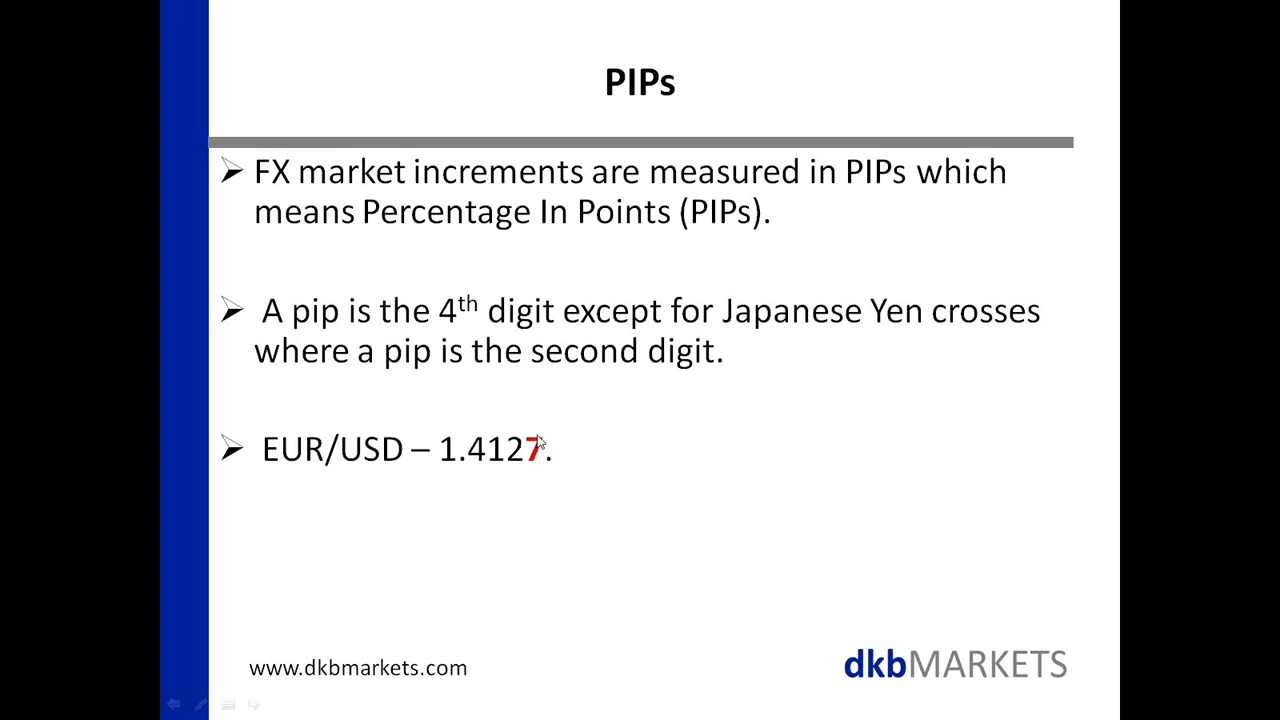 PIPs
➢ FX market increments are measured in PIPs which
means Percentage In Points (PIPs).
➢ A pip is the 4th digit except for Japanese Yen crosses
where a pip is the second digit.
➢ EUR/USD – 1.4127.
www.dkbmarkets.com
dkbMARKETS